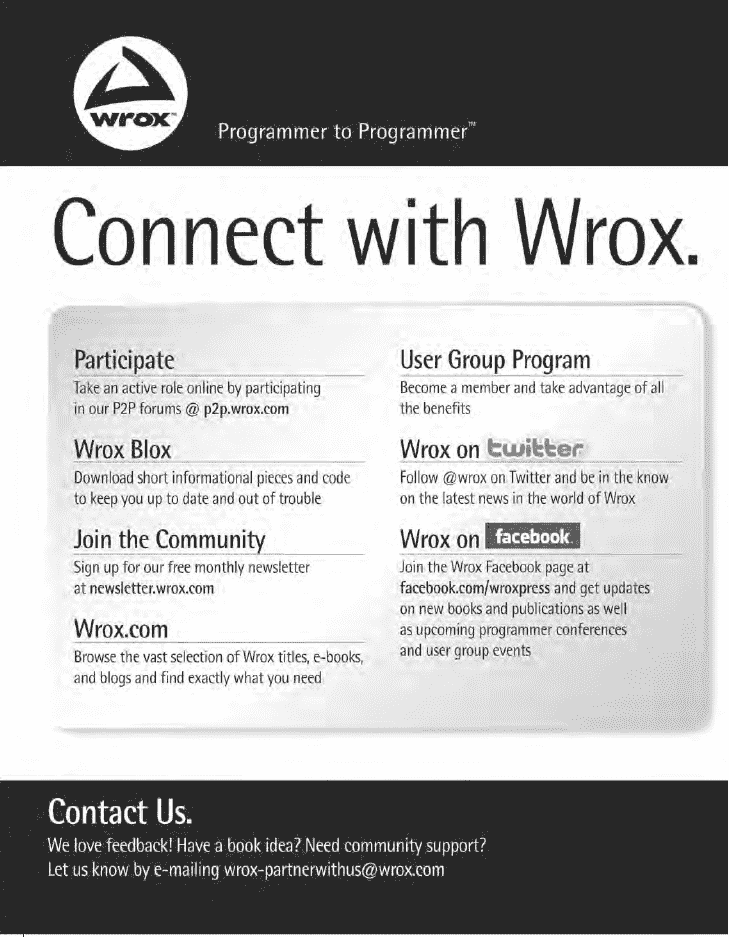 wrox™
Programmer to Programmer™
Connect with Wrox.
Participate
Take an active role online by participating
in our P2P forums @ p2p.wrox.com
Wrox Blox
Download short informational pieces and code
to keep you up to date and out of trouble
Join the Community
Sign up for our free monthly newsletter
at newsletter.wrox.com
Wrox.com
Browse the vast selection of Wrox titles, e-books,
and blogs and find exactly what you need
User Group Program
Become a member and take advantage of all
the benefits
Wrox on twitter
Follow @wrox on Twitter and be in the know
on the latest news in the world of Wrox
Wrox on facebook.
Join the Wrox Facebook page at
facebook.com/wroxpress and get updates
on new books and publications as well
as upcoming programmer conferences
and user group events
Contact Us.
We love feedback! Have a book idea? Need community support?
Let us know by e-mailing wrox-partnerwithus@wrox.com